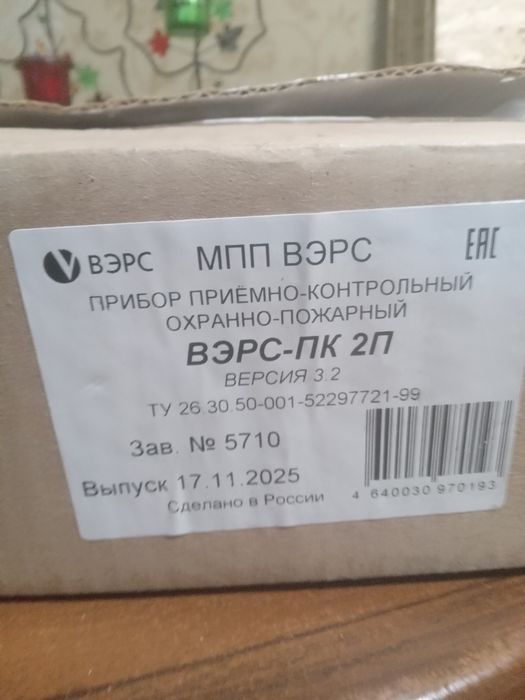 V ВЭРС МПП ВЭРС EAC
ПРИБОР ПРИЁМНО-КОНТРОЛЬНЫЙ
ОХРАННО-ПОЖАРНЫЙ
ВЭРС-ПК 2П
ВЕРСИЯ 3.2
ТУ 26.30.50-001-52297721-99
Зав. № 5710
Выпуск 17.11.2025
Сделано в России
4 640030 970193